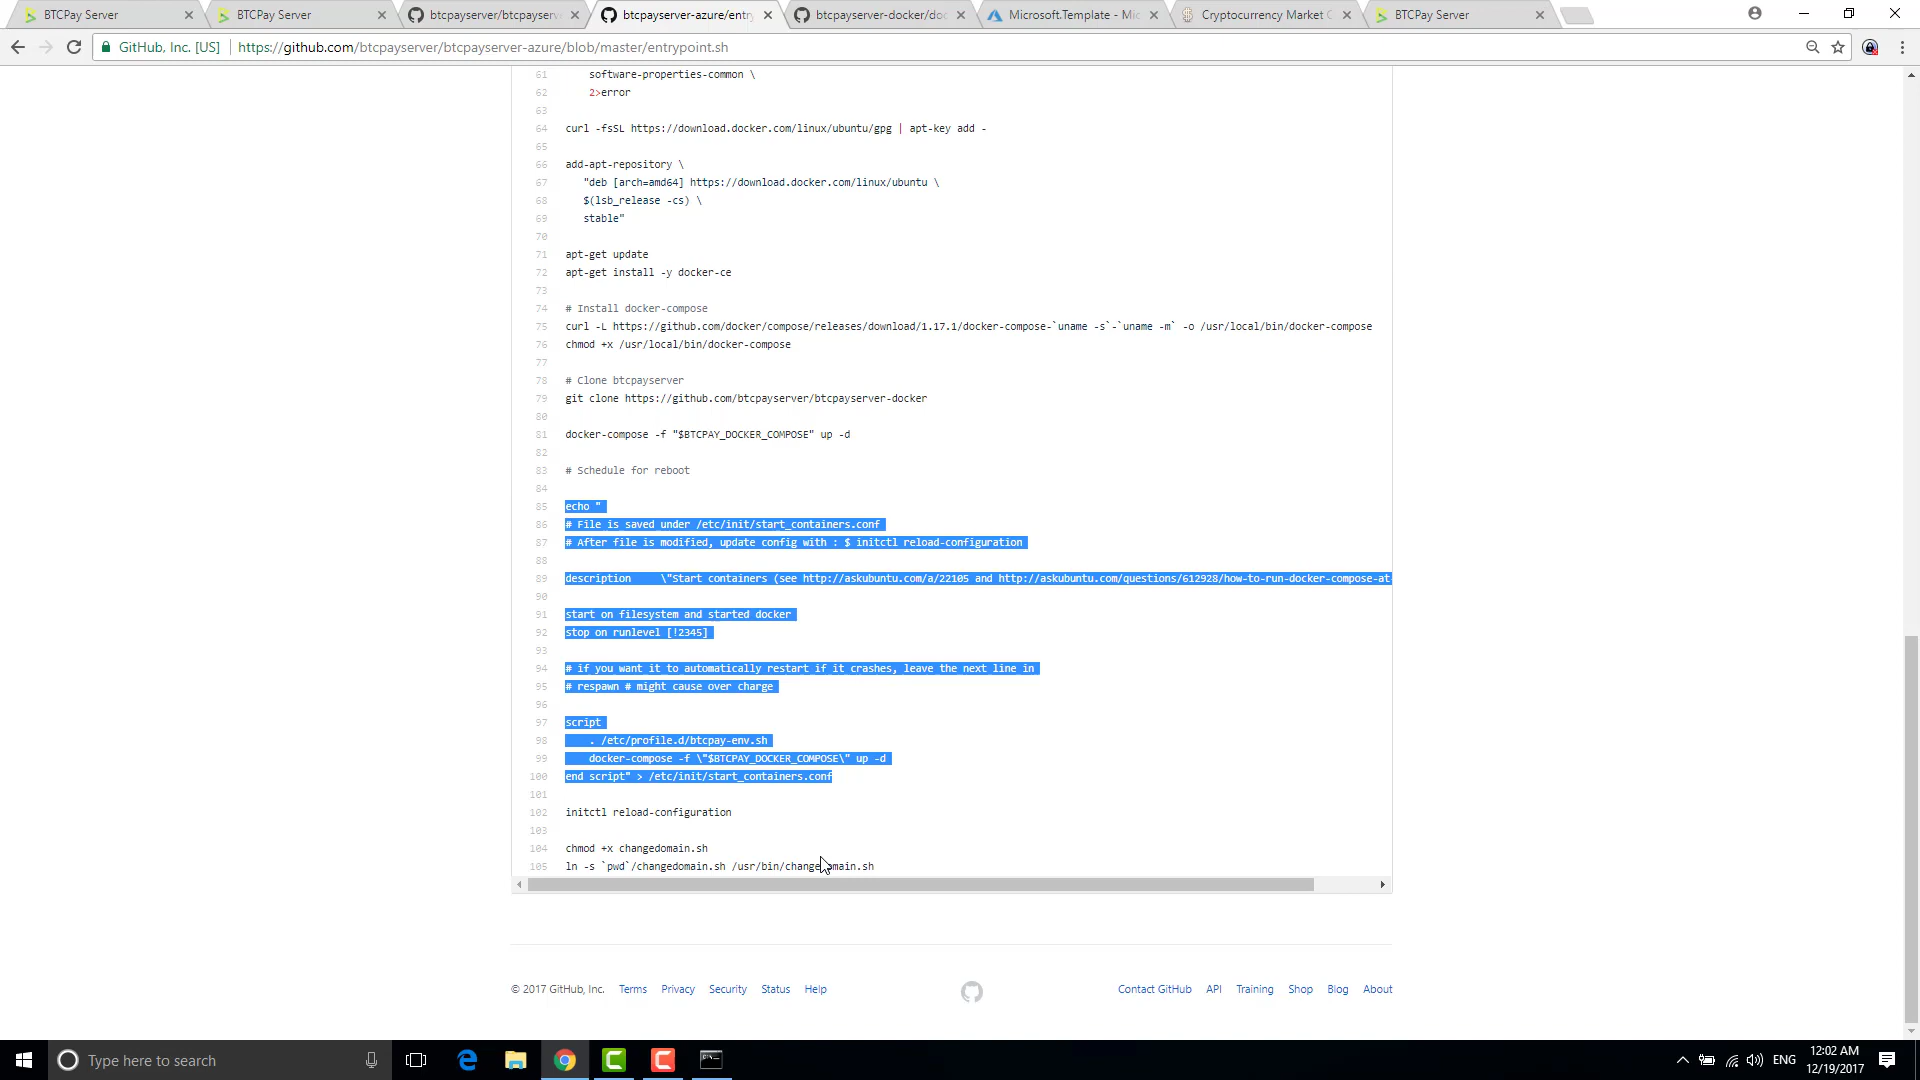 BTCPay Server
BTCPay Server
btcpayserver/btcpayserv
btcpayserver-azure/entry
btcpayserver-docker/doc
Microsoft.Template - Mic
Cryptocurrency Market C
BTCPay Server
GitHub, Inc. [US]
https://github.com/btcpayserver/btcpayserver-azure/blob/master/entrypoint.sh
61 software-properties-common \
62 2>error
63
64 curl -fsSL https://download.docker.com/linux/ubuntu/gpg | apt-key add -
65
66 add-apt-repository \
67 "deb [arch=amd64] https://download.docker.com/linux/ubuntu \
68 $(lsb_release -cs) \
69 stable"
70
71 apt-get update
72 apt-get install -y docker-ce
73
74 # Install docker-compose
75 curl -L https://github.com/docker/compose/releases/download/1.17.1/docker-compose-`uname -s`-`uname -m` -o /usr/local/bin/docker-compose
76 chmod +x /usr/local/bin/docker-compose
77
78 # Clone btcpayserver
79 git clone https://github.com/btcpayserver/btcpayserver-docker
80
81 docker-compose -f "$BTCPAY_DOCKER_COMPOSE" up -d
82
83 # Schedule for reboot
84
85 echo "
86 # File is saved under /etc/init/start_containers.conf
87 # After file is modified, update config with : $ initctl reload-configuration
88
89 description \"Start containers (see http://askubuntu.com/a/22105 and http://askubuntu.com/questions/612928/how-to-run-docker-compose-at-
90
91 start on filesystem and started docker
92 stop on runlevel [!2345]
93
94 # if you want it to automatically restart if it crashes, leave the next line in
95 # respawn # might cause over charge
96
97 script
98 . /etc/profile.d/btcpay-env.sh
99 docker-compose -f \"$BTCPAY_DOCKER_COMPOSE\" up -d
100 end script" > /etc/init/start_containers.conf
101
102 initctl reload-configuration
103
104 chmod +x changedomain.sh
105 ln -s `pwd`/changedomain.sh /usr/bin/changedomain.sh
© 2017 GitHub, Inc. Terms Privacy Security Status Help
Contact GitHub API Training Shop Blog About
Type here to search
ENG
12:02 AM
12/19/2017